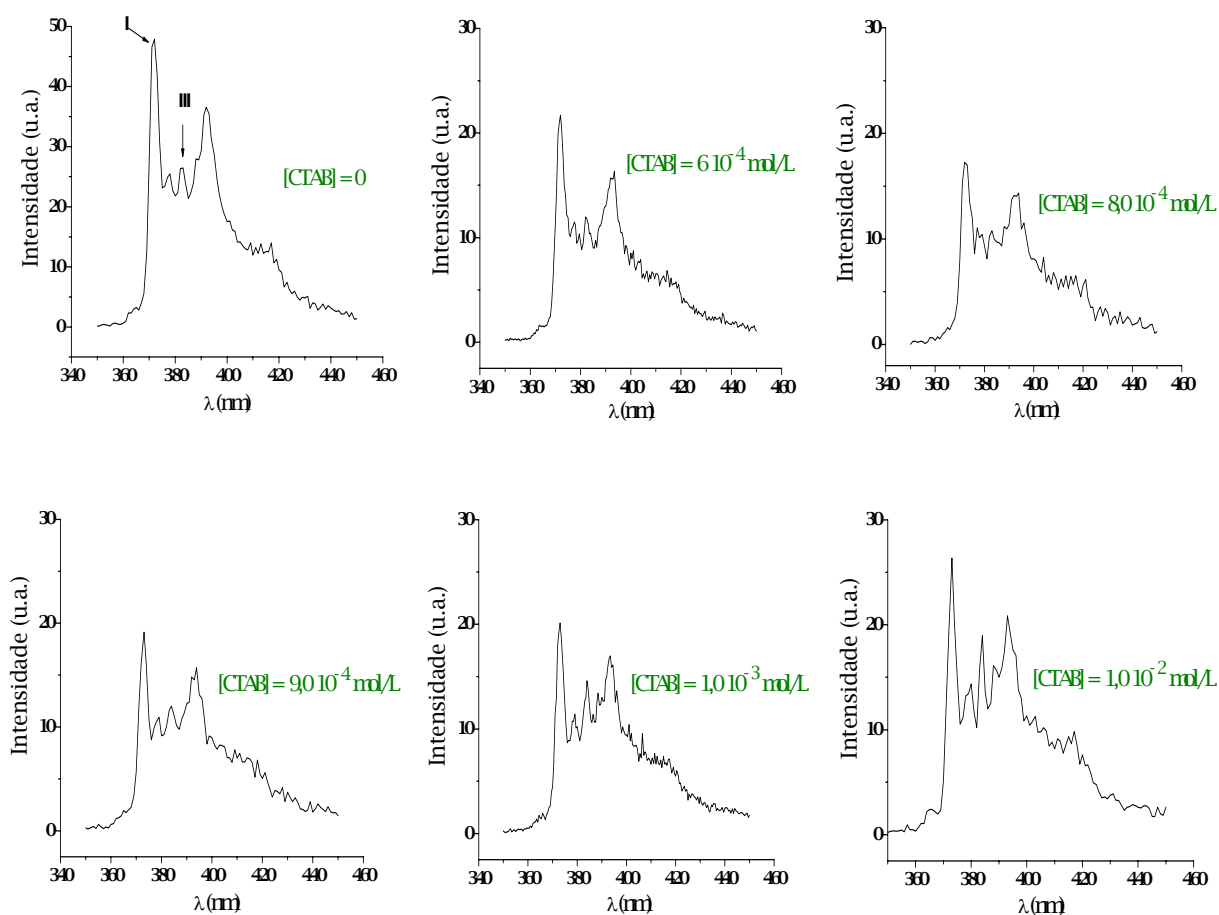 I
III
[CTAB] = 0
Intensidade (u.a.)
50
40
30
20
10
0
340 360 380 400 420 440 460
λ (nm)
[CTAB] = 6 10⁻⁴ mol/L
Intensidade (u.a.)
30
20
10
0
340 360 380 400 420 440 460
λ (nm)
[CTAB] = 8,0 10⁻⁴ mol/L
Intensidade (u.a.)
30
20
10
0
340 360 380 400 420 440 460
λ (nm)
[CTAB] = 9,0 10⁻⁴ mol/L
Intensidade (u.a.)
30
20
10
0
340 360 380 400 420 440 460
λ (nm)
[CTAB] = 1,0 10⁻³ mol/L
Intensidade (u.a.)
30
20
10
0
340 360 380 400 420 440 460
λ (nm)
[CTAB] = 1,0 10⁻² mol/L
Intensidade (u.a.)
30
20
10
0
360 380 400 420 440 460
λ (nm)